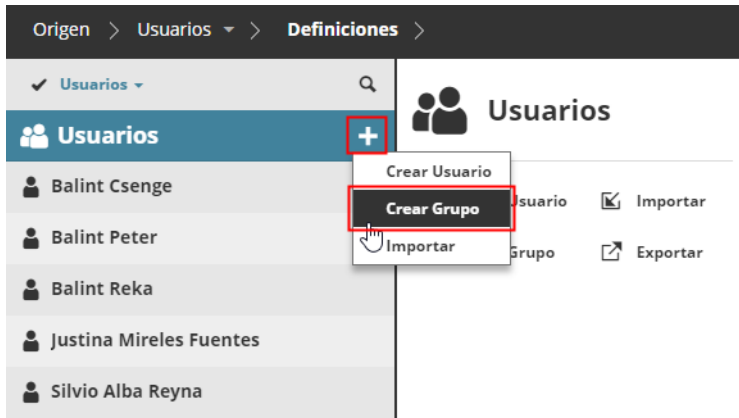 Origen > Usuarios > Definiciones >
Usuarios
Usuarios
Usuarios
Crear Usuario
Balint Csenge
Crear Grupo
Usuario
Importar
Balint Peter
Importar
Grupo
Exportar
Balint Reka
Justina Mireles Fuentes
Silvio Alba Reyna